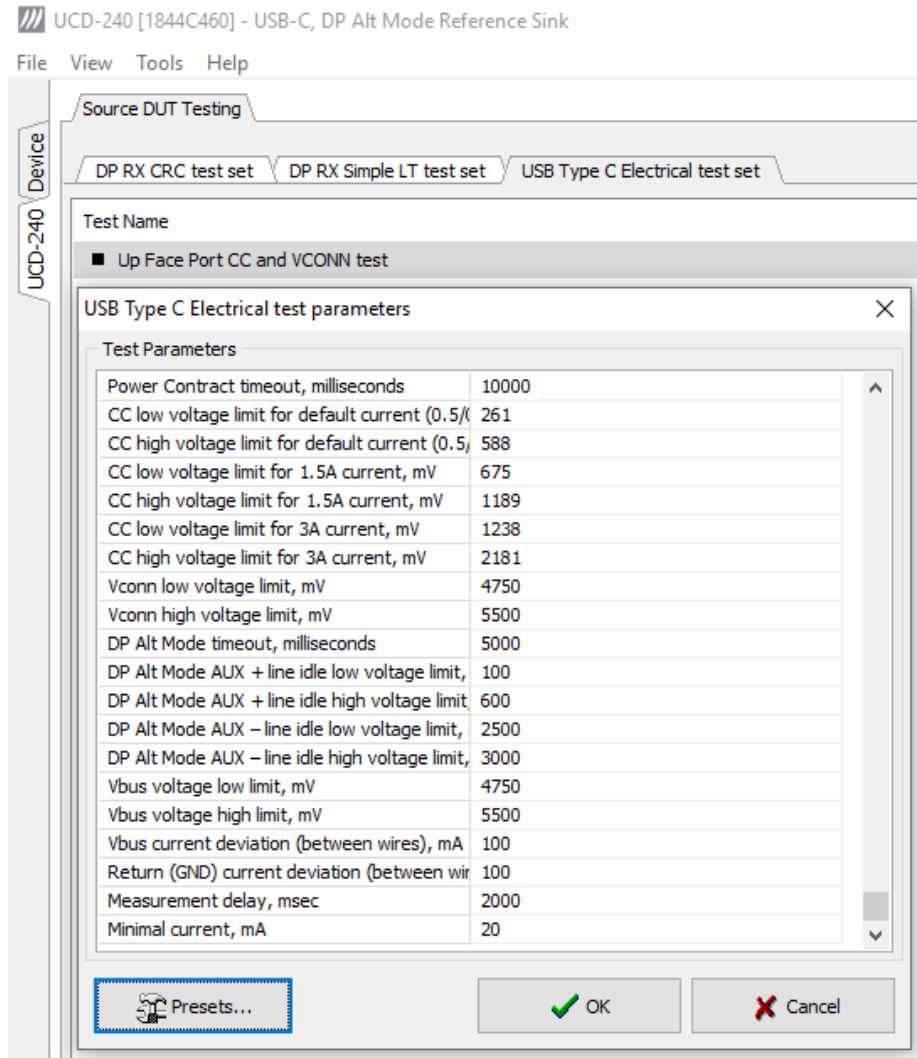 UCD-240 [1844C460] - USB-C, DP Alt Mode Reference Sink
File View Tools Help
Device
UCD-240
Source DUT Testing
DP RX CRC test set DP RX Simple LT test set USB Type C Electrical test set
Test Name
Up Face Port CC and VCONN test
USB Type C Electrical test parameters
Test Parameters
Power Contract timeout, milliseconds 10000
CC low voltage limit for default current (0.5/ 261
CC high voltage limit for default current (0.5/ 588
CC low voltage limit for 1.5A current, mV 675
CC high voltage limit for 1.5A current, mV 1189
CC low voltage limit for 3A current, mV 1238
CC high voltage limit for 3A current, mV 2181
Vconn low voltage limit, mV 4750
Vconn high voltage limit, mV 5500
DP Alt Mode timeout, milliseconds 5000
DP Alt Mode AUX + line idle low voltage limit, 100
DP Alt Mode AUX + line idle high voltage limit, 600
DP Alt Mode AUX – line idle low voltage limit, 2500
DP Alt Mode AUX – line idle high voltage limit, 3000
Vbus voltage low limit, mV 4750
Vbus voltage high limit, mV 5500
Vbus current deviation (between wires), mA 100
Return (GND) current deviation (between wir 100
Measurement delay, msec 2000
Minimal current, mA 20
Presets... OK Cancel